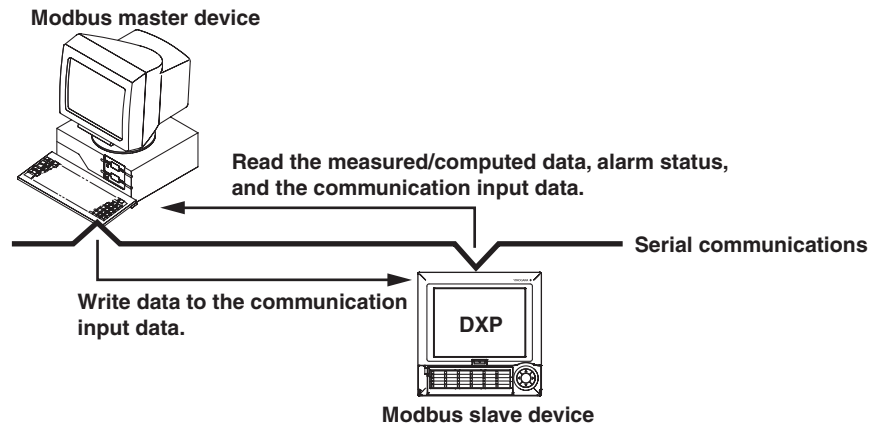 Modbus master device
Read the measured/computed data, alarm status,
and the communication input data.
Serial communications
Write data to the communication
input data.
DXP
Modbus slave device